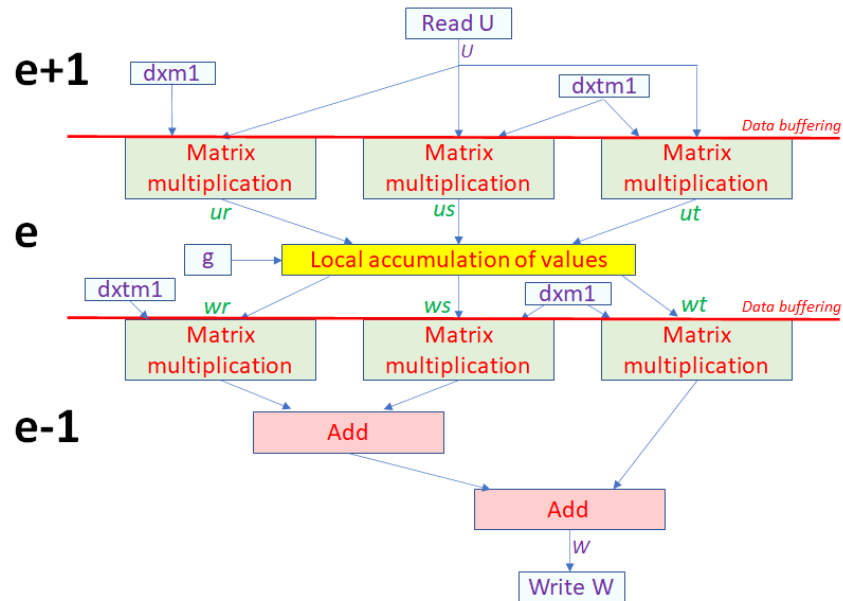 Read U
U
e+1
dxm1
dxtm1
Data buffering
Matrix
multiplication
Matrix
multiplication
Matrix
multiplication
ur
us
ut
e
g
Local accumulation of values
dxtm1
wr
ws
dxm1
wt
Data buffering
Matrix
multiplication
Matrix
multiplication
Matrix
multiplication
e-1
Add
Add
W
Write W